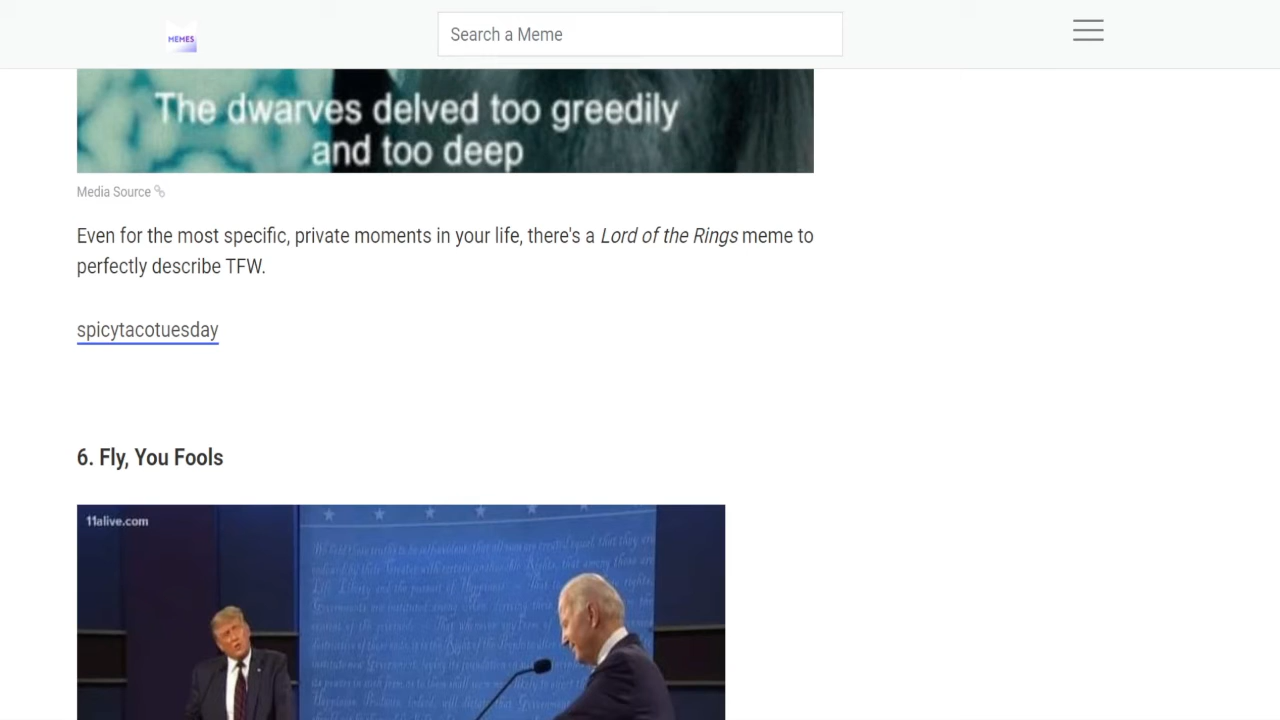 MEMES
Search a Meme
The dwarves delved too greedily
and too deep
Media Source
Even for the most specific, private moments in your life, there's a Lord of the Rings meme to
perfectly describe TFW.
spicytacotuesday
6. Fly, You Fools
11alive.com